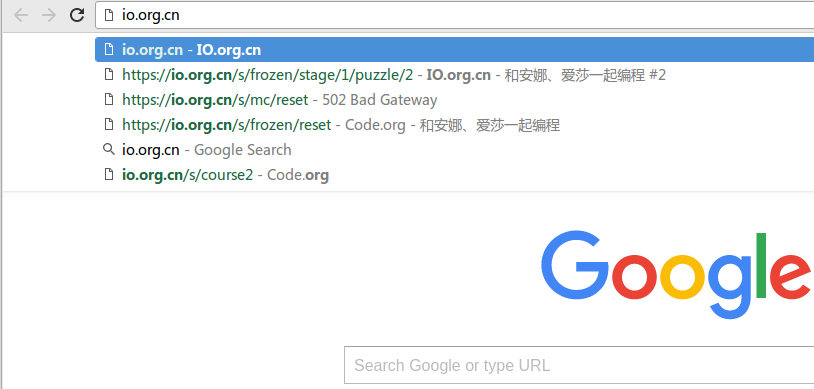 io.org.cn
io.org.cn - IO.org.cn
https://io.org.cn/s/frozen/stage/1/puzzle/2 - IO.org.cn - 和安娜、爱莎一起编程 #2
https://io.org.cn/s/mc/reset - 502 Bad Gateway
https://io.org.cn/s/frozen/reset - Code.org - 和安娜、爱莎一起编程
io.org.cn - Google Search
io.org.cn/s/course2 - Code.org
Google
Search Google or type URL